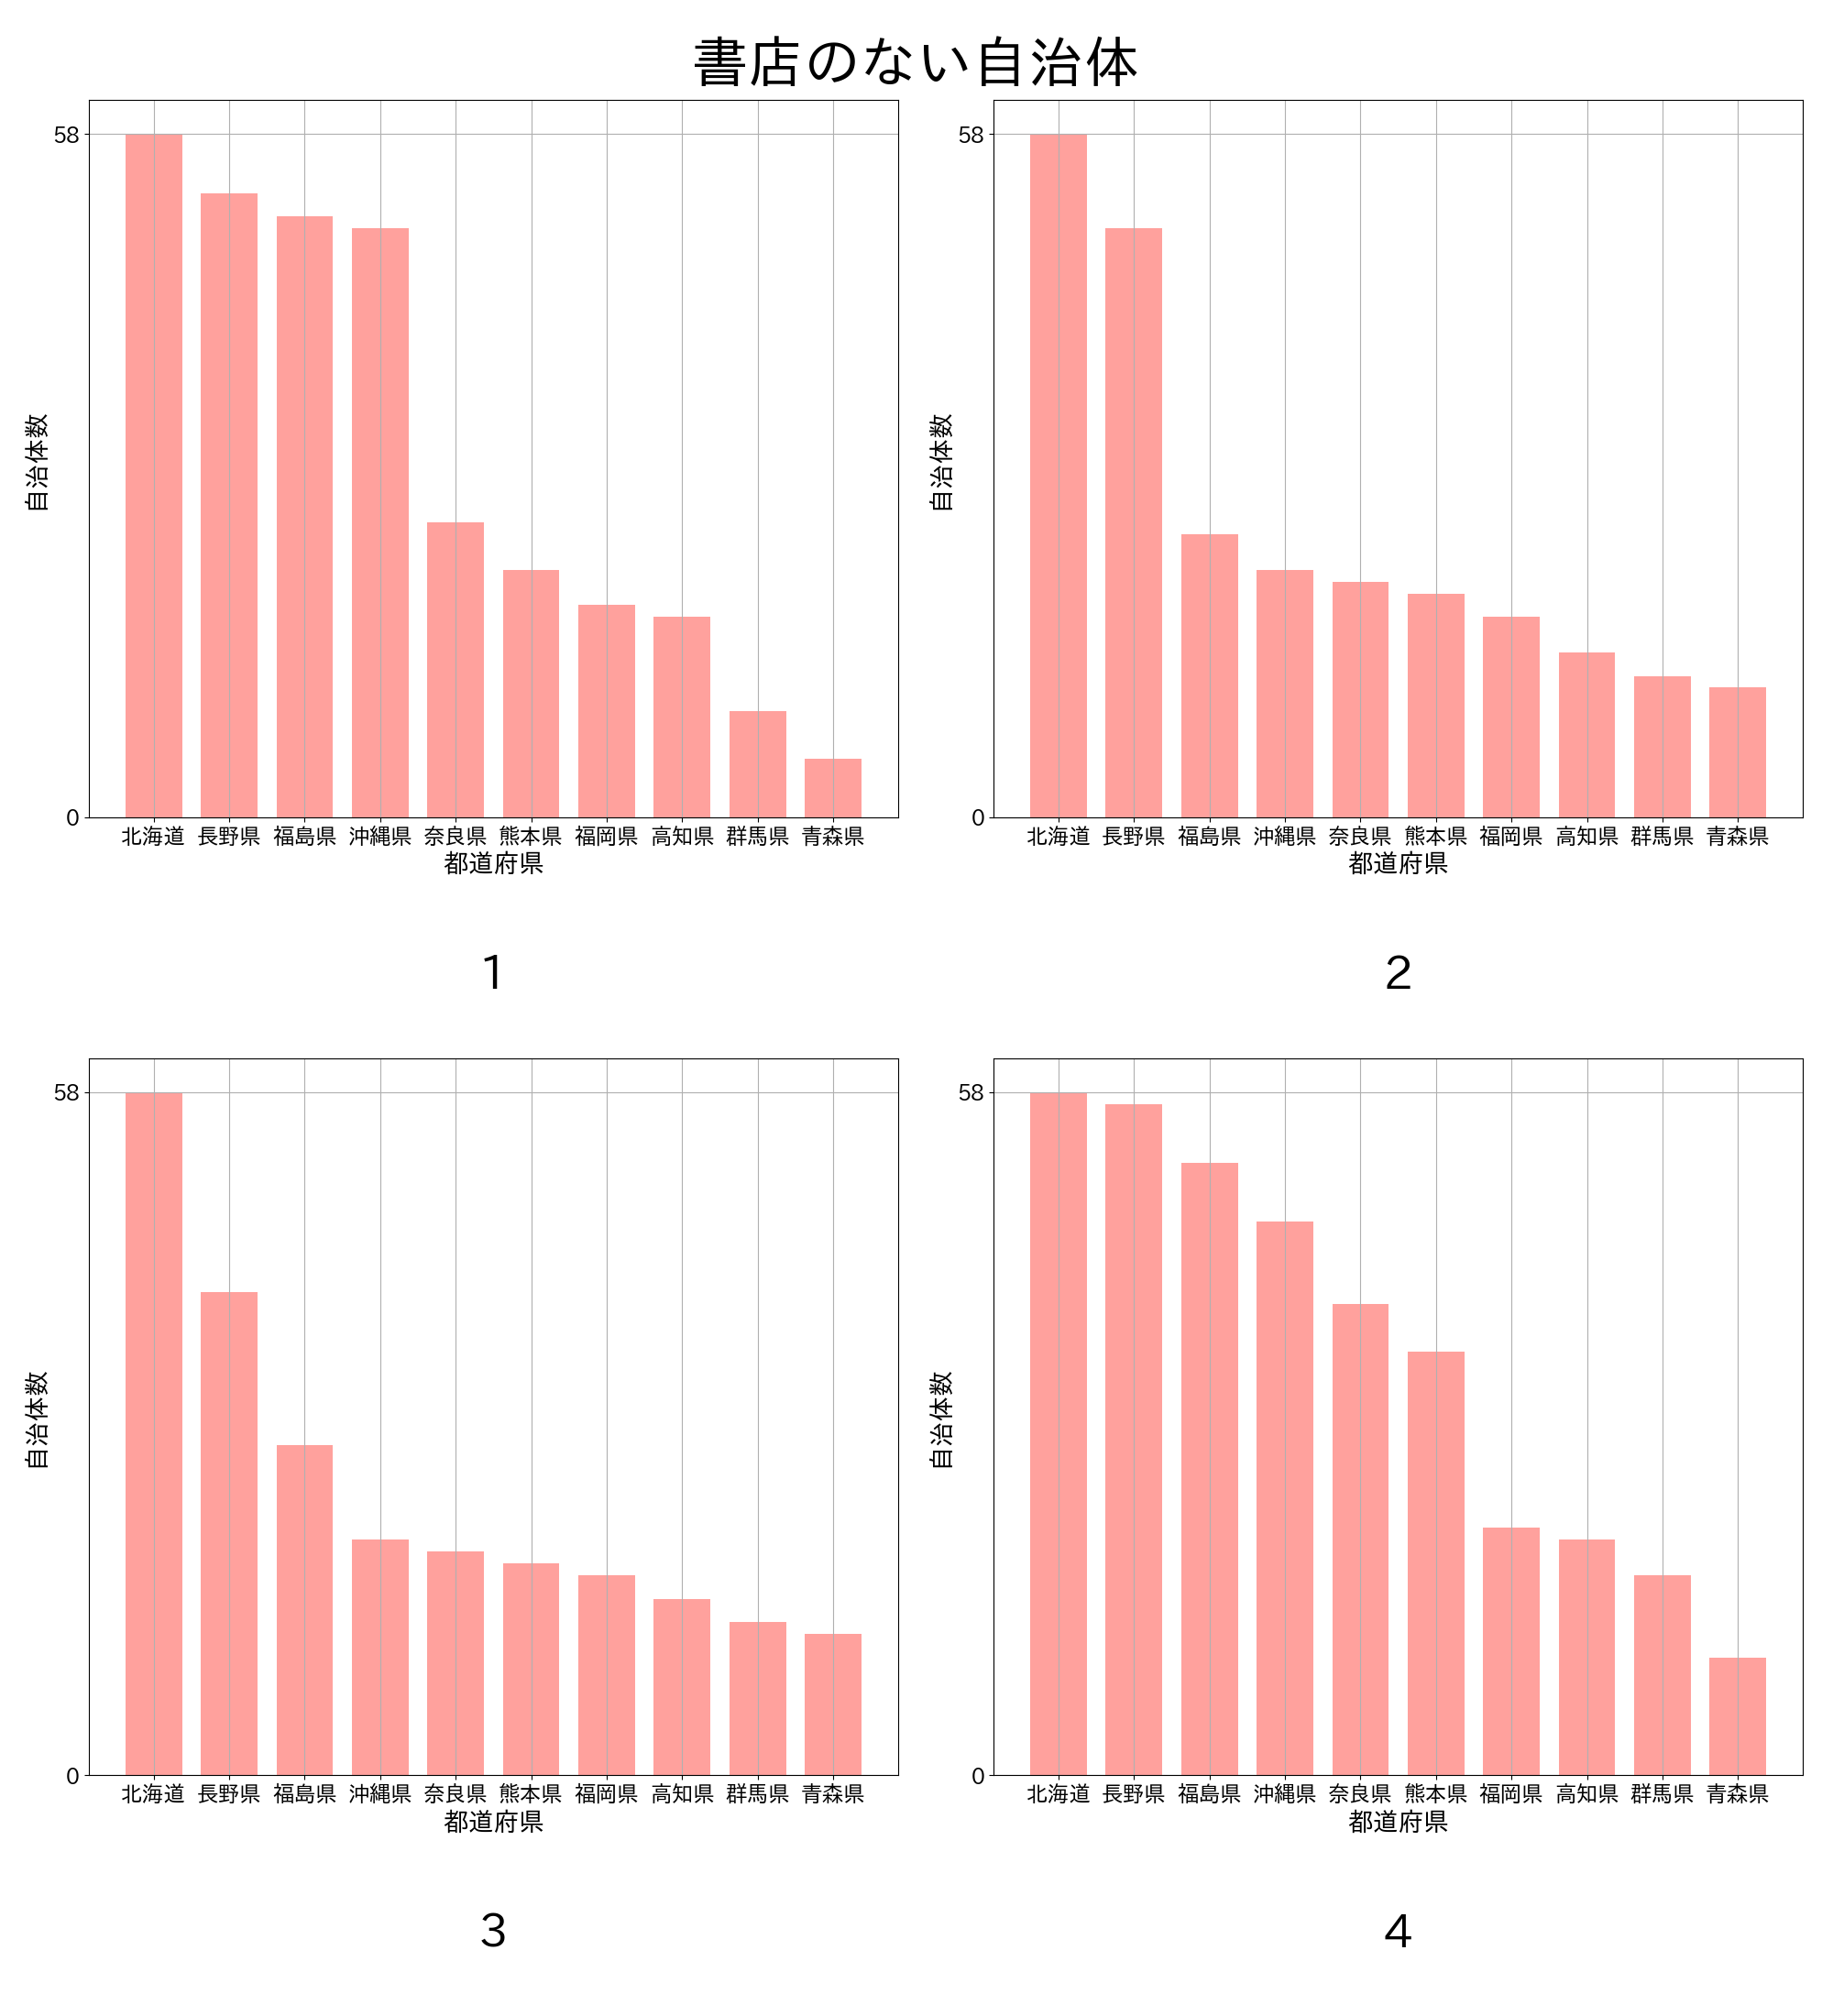 書店のない自治体
58
0
自治体数
北海道 長野県 福島県 沖縄県 奈良県 熊本県 福岡県 高知県 群馬県 青森県
都道府県
1
58
0
自治体数
北海道 長野県 福島県 沖縄県 奈良県 熊本県 福岡県 高知県 群馬県 青森県
都道府県
2
58
0
自治体数
北海道 長野県 福島県 沖縄県 奈良県 熊本県 福岡県 高知県 群馬県 青森県
都道府県
3
58
0
自治体数
北海道 長野県 福島県 沖縄県 奈良県 熊本県 福岡県 高知県 群馬県 青森県
都道府県
4